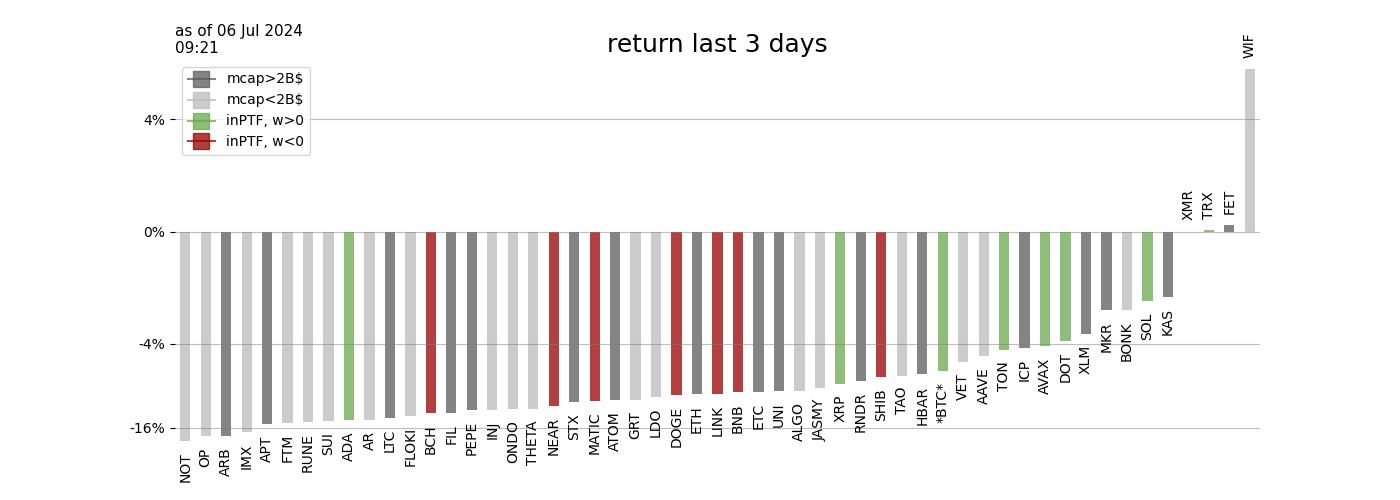 as of 06 Jul 2024
09:21
return last 3 days
mcap>2B$
mcap<2B$
inPTF, w>0
inPTF, w<0
4%
0%
-4%
-16%
NOT
OP
ARB
IMX
APT
FTM
RUNE
SUI
ADA
AR
LTC
FLOKI
BCH
FIL
PEPE
INJ
ONDO
THETA
NEAR
STX
MATIC
ATOM
GRT
LDO
DOGE
ETH
LINK
BNB
ETC
UNI
ALGO
JASMY
XRP
RNDR
SHIB
TAO
HBAR
*BTC*
VET
AAVE
TON
ICP
AVAX
DOT
XLM
MKR
BONK
SOL
KAS
XMR
TRX
FET
WIF